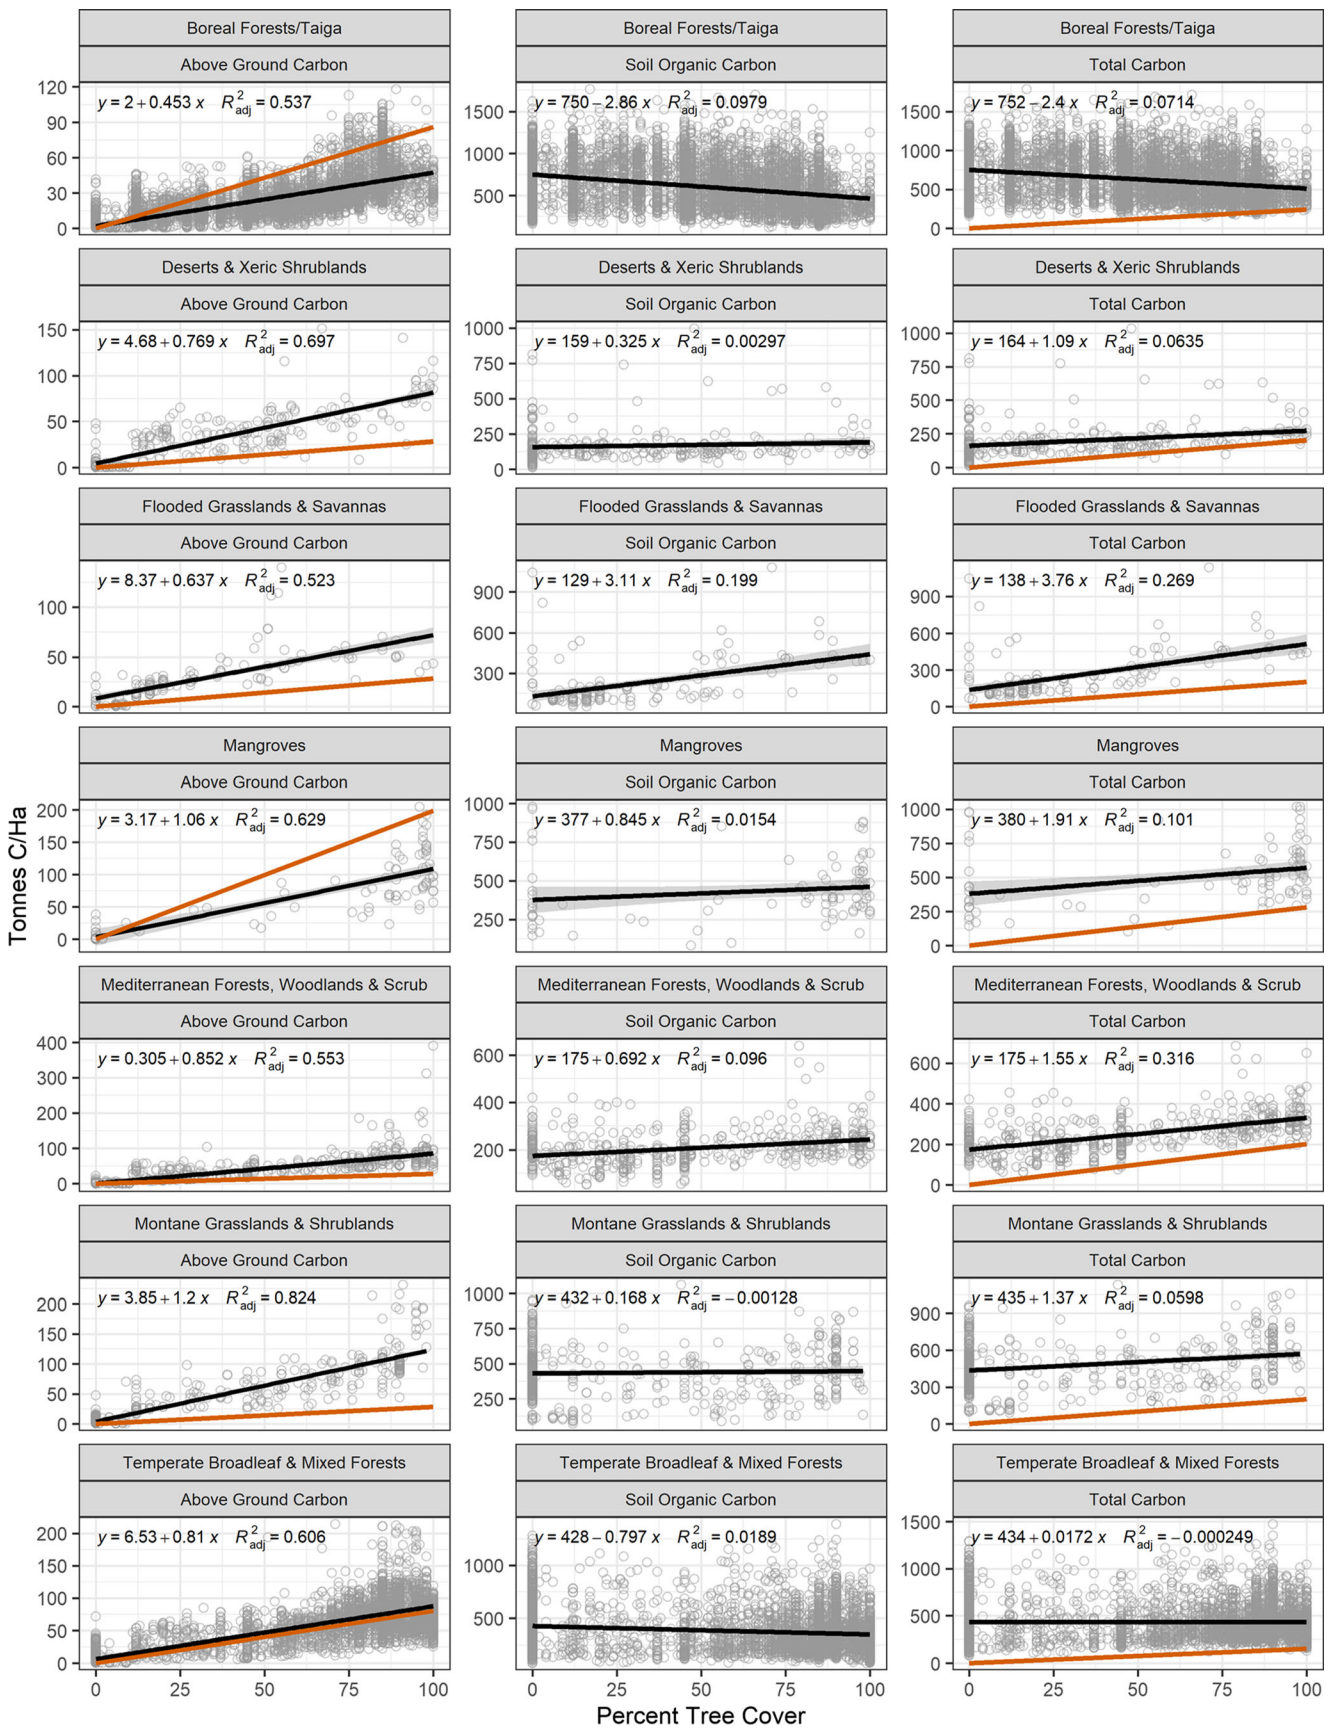 Boreal Forests/Taiga Boreal Forests/Taiga Boreal Forests/Taiga
Above Ground Carbon Soil Organic Carbon Total Carbon
y = 2 + 0.453 x R²adj = 0.537 y = 750 − 2.86 x R²adj = 0.0979 y = 752 − 2.4 x R²adj = 0.0714
120 1500 1500
90 1000 1000
60 500 500
30 0
0
Deserts & Xeric Shrublands Deserts & Xeric Shrublands Deserts & Xeric Shrublands
Above Ground Carbon Soil Organic Carbon Total Carbon
y = 4.68 + 0.769 x R²adj = 0.697 y = 159 + 0.325 x R²adj = 0.00297 y = 164 + 1.09 x R²adj = 0.0635
150 1000 1000
100 750 750
50 500 500
0 250 250
0 0
Flooded Grasslands & Savannas Flooded Grasslands & Savannas Flooded Grasslands & Savannas
Above Ground Carbon Soil Organic Carbon Total Carbon
y = 8.37 + 0.637 x R²adj = 0.523 y = 129 + 3.11 x R²adj = 0.199 y = 138 + 3.76 x R²adj = 0.269
100 900 900
50 600 600
0 300 300
0
Mangroves Mangroves Mangroves
Above Ground Carbon Soil Organic Carbon Total Carbon
y = 3.17 + 1.06 x R²adj = 0.629 y = 377 + 0.845 x R²adj = 0.0154 y = 380 + 1.91 x R²adj = 0.101
200 1000 1000
150 750 750
100 500 500
50 250 250
0 0
Tonnes C/Ha
Mediterranean Forests, Woodlands & Scrub Mediterranean Forests, Woodlands & Scrub Mediterranean Forests, Woodlands & Scrub
Above Ground Carbon Soil Organic Carbon Total Carbon
y = 0.305 + 0.852 x R²adj = 0.553 y = 175 + 0.692 x R²adj = 0.096 y = 175 + 1.55 x R²adj = 0.316
400 600 600
300 400 400
200 200 200
100 0
0
Montane Grasslands & Shrublands Montane Grasslands & Shrublands Montane Grasslands & Shrublands
Above Ground Carbon Soil Organic Carbon Total Carbon
y = 3.85 + 1.2 x R²adj = 0.824 y = 432 + 0.168 x R²adj = −0.00128 y = 435 + 1.37 x R²adj = 0.0598
200 1000 900
150 750 600
100 500 300
50 250 0
0
Temperate Broadleaf & Mixed Forests Temperate Broadleaf & Mixed Forests Temperate Broadleaf & Mixed Forests
Above Ground Carbon Soil Organic Carbon Total Carbon
y = 6.53 + 0.81 x R²adj = 0.606 y = 428 − 0.797 x R²adj = 0.0189 y = 434 + 0.0172 x R²adj = −0.000249
200 1000 1500
150 500 1000
100 0 500
50 0
0
0 25 50 75 100 0 25 50 75 100 0 25 50 75 100
Percent Tree Cover